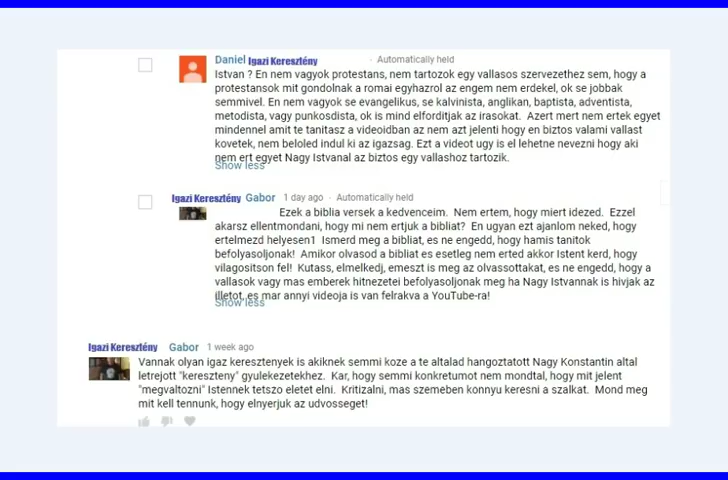 Daniel Igazi Keresztény · Automatically held
Istvan ? En nem vagyok protestans, nem tartozok egy vallasos szervezethez sem, hogy a
protestansok mit gondolnak a romai egyhazrol az engem nem erdekel, ok se jobbak
semmivel. En nem vagyok se evangelikus, se kalvinista, anglikan, baptista, adventista,
metodista, vagy punkosdista, ok is mind elforditjak az irasokat. Azert mert nem ertek egyet
mindennel amit te tanitasz a videoidban az nem azt jelenti hogy en biztos valami vallast
kovetek, nem beloled indul ki az igazsag. Ezt a videot ugy is el lehetne nevezni hogy aki
nem ert egyet Nagy Istvanal az biztos egy vallashoz tartozik.
Show less
Igazi Keresztény Gabor 1 day ago · Automatically held
Ezek a biblia versek a kedvenceim. Nem ertem, hogy miert idezed. Ezzel
akarsz ellentmondani, hogy mi nem ertjuk a bibliat? En ugyan ezt ajanlom neked, hogy
ertelmezd helyesen1 Ismerd meg a bibliat, es ne engedd, hogy hamis tanitok
befolyasoljonak! Amikor olvasod a bibliat es esetleg nem erted akkor Istent kerd, hogy
vilagositson fel! Kutass, elmelkedj, emeszt is meg az olvassottakat, es ne engedd, hogy a
vallasok vagy mas emberek hitnezetei befolyasoljonak meg ha Nagy Istvannak is hivjak az
illetot, es mar annyi videoja is van felrakva a YouTube-ra!
Show less
Igazi Keresztény Gabor 1 week ago
Vannak olyan igaz keresztenyek is akiknek semmi koze a te altalad hangoztatott Nagy Konstantin altal
letrejott "kereszteny" gyulekezetekhez. Kar, hogy semmi konkretumot nem mondtal, hogy mit jelent
"megvaltozni" Istennek tetszo eletet elni. Kritizalni, mas szemeben konnyu keresni a szalkat. Mond meg
mit kell tennunk, hogy elnyerjuk az udvosseget!